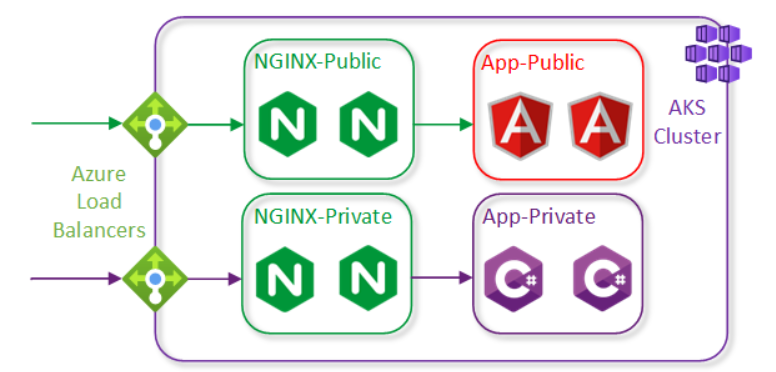 NGINX-Public
App-Public
N
N
A
A
AKS
Cluster
Azure
Load
Balancers
NGINX-Private
App-Private
N
N
C#
C#